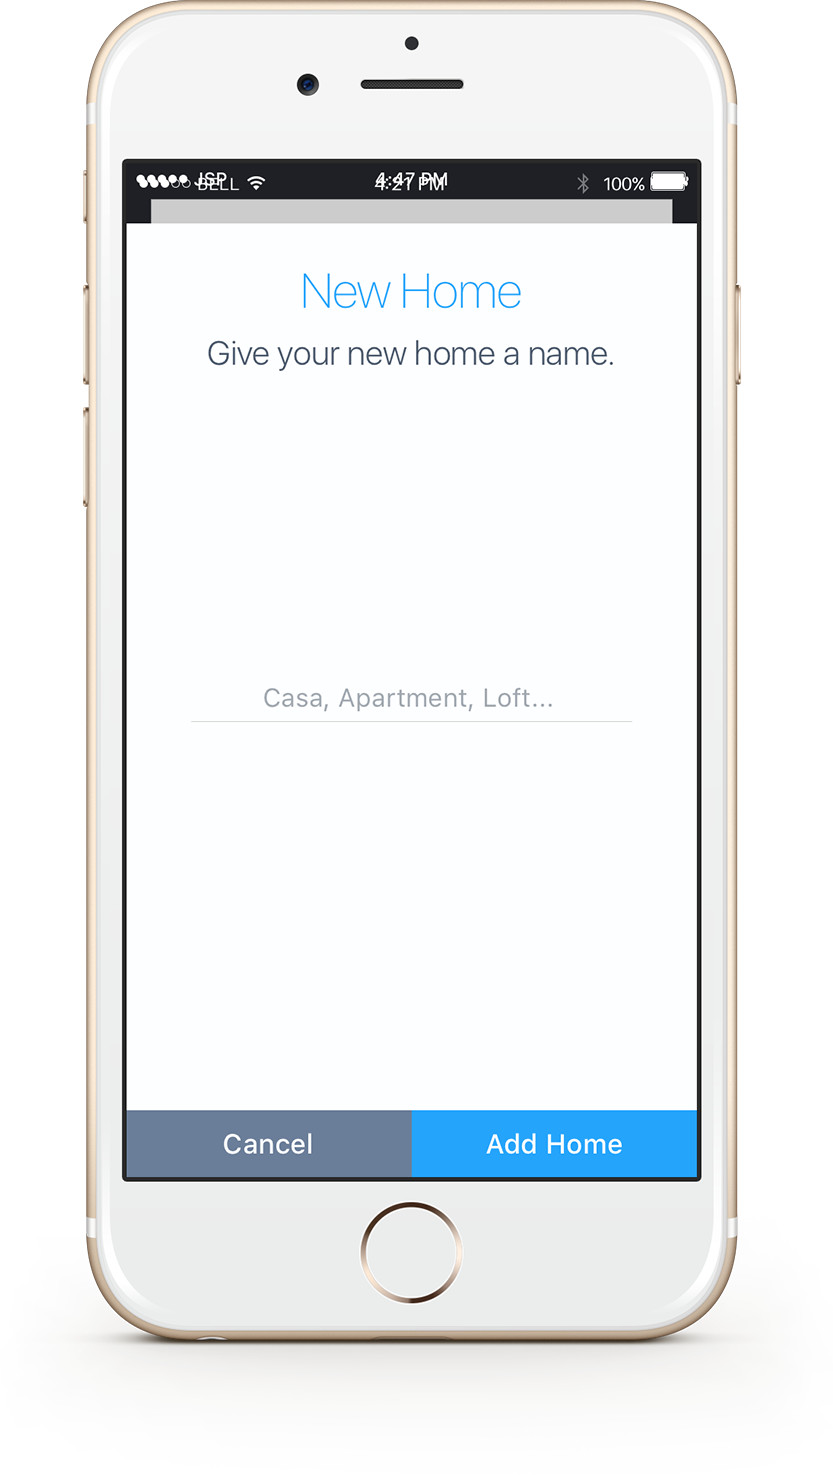 JSP BELL 4:47 PM 4:21 PM 100%
New Home
Give your new home a name.
Casa, Apartment, Loft...
Cancel Add Home